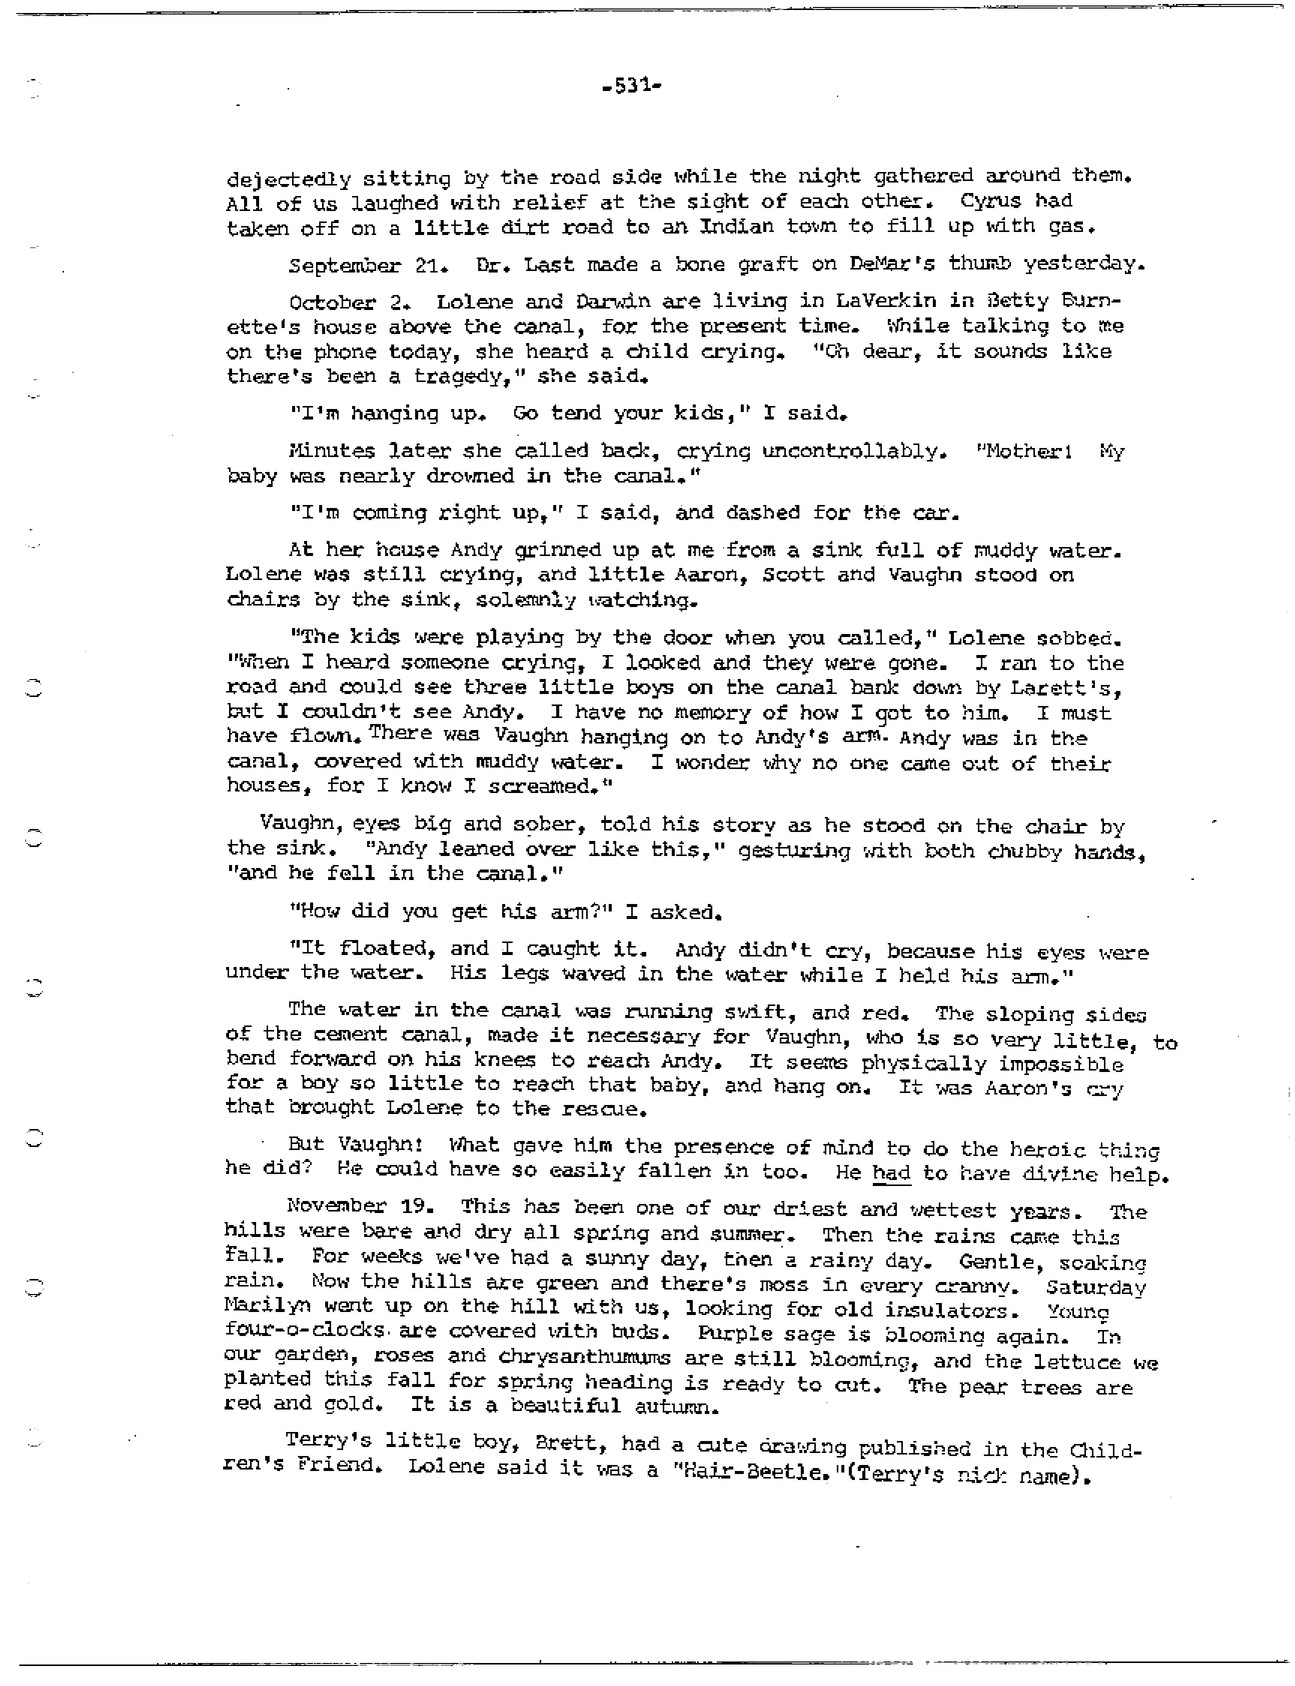 -531-
dejectedly sitting by the road side while the night gathered around them.
All of us laughed with relief at the sight of each other. Cyrus had
taken off on a little dirt road to an Indian town to fill up with gas.
September 21. Dr. Last made a bone graft on DeMar's thumb yesterday.
October 2. Lolene and Darwin are living in LaVerkin in Betty Burn-
ette's house above the canal, for the present time. While talking to me
on the phone today, she heard a child crying. "Oh dear, it sounds like
there's been a tragedy," she said.
"I'm hanging up. Go tend your kids," I said.
Minutes later she called back, crying uncontrollably. "Mother! My
baby was nearly drowned in the canal."
"I'm coming right up," I said, and dashed for the car.
At her house Andy grinned up at me from a sink full of muddy water.
Lolene was still crying, and little Aaron, Scott and Vaughn stood on
chairs by the sink, solemnly watching.
"The kids were playing by the door when you called," Lolene sobbed.
"When I heard someone crying, I looked and they were gone. I ran to the
road and could see three little boys on the canal bank down by Larett's,
but I couldn't see Andy. I have no memory of how I got to him. I must
have flown. There was Vaughn hanging on to Andy's arm. Andy was in the
canal, covered with muddy water. I wonder why no one came out of their
houses, for I know I screamed."
Vaughn, eyes big and sober, told his story as he stood on the chair by
the sink. "Andy leaned over like this," gesturing with both chubby hands,
"and he fell in the canal."
"How did you get his arm?" I asked.
"It floated, and I caught it. Andy didn't cry, because his eyes were
under the water. His legs waved in the water while I held his arm."
The water in the canal was running swift, and red. The sloping sides
of the cement canal, made it necessary for Vaughn, who is so very little, to
bend forward on his knees to reach Andy. It seems physically impossible
for a boy so little to reach that baby, and hang on. It was Aaron's cry
that brought Lolene to the rescue.
But Vaughn! What gave him the presence of mind to do the heroic thing
he did? He could have so easily fallen in too. He had to have divine help.
November 19. This has been one of our driest and wettest years. The
hills were bare and dry all spring and summer. Then the rains came this
fall. For weeks we've had a sunny day, then a rainy day. Gentle, soaking
rain. Now the hills are green and there's moss in every cranny. Saturday
Marilyn went up on the hill with us, looking for old insulators. Young
four-o-clocks are covered with buds. Purple sage is blooming again. In
our garden, roses and chrysanthumums are still blooming, and the lettuce we
planted this fall for spring heading is ready to cut. The pear trees are
red and gold. It is a beautiful autumn.
Terry's little boy, Brett, had a cute drawing published in the Child-
ren's Friend. Lolene said it was a "Hair-Beetle."(Terry's nick name).